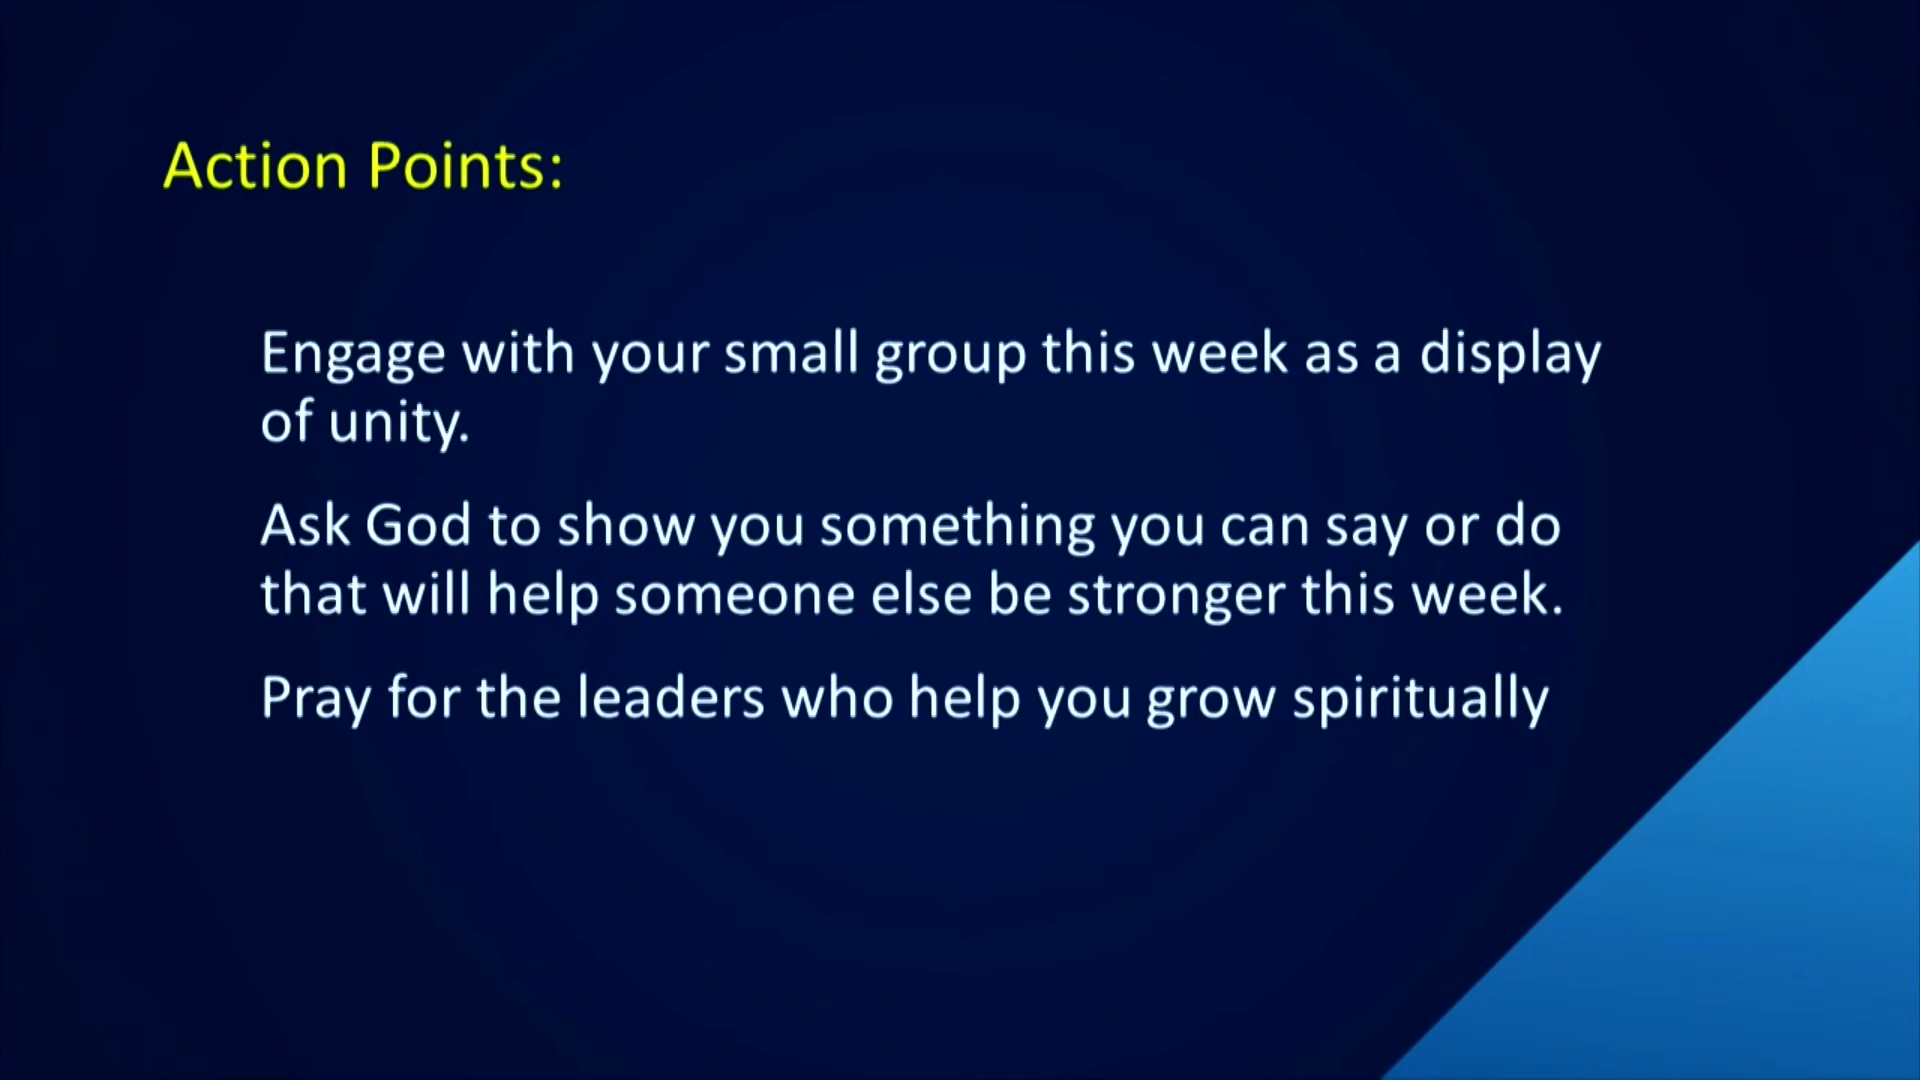 Action Points:
Engage with your small group this week as a display
of unity.
Ask God to show you something you can say or do
that will help someone else be stronger this week.
Pray for the leaders who help you grow spiritually